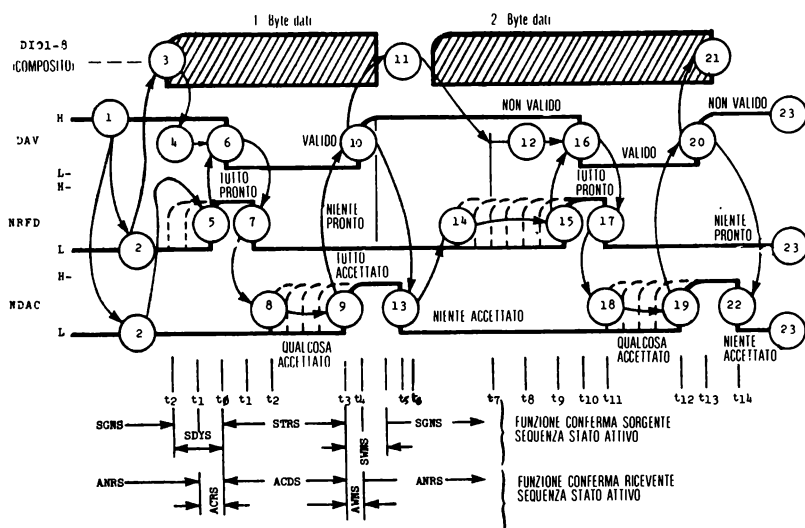 1 Byte dati 2 Byte dati
DIO1-8
(COMPOSITO)
3 11 21
H 1 NON VALIDO NON VALIDO 23
DAV 4 6 VALIDO 10 12 16 VALIDO 20
L-
H- TUTTO PRONTO TUTTO PRONTO
NRFD 5 7 NIENTE PRONTO 14 15 17 NIENTE PRONTO
L 2 23
H- TUTTO ACCETTATO
NDAC 8 9 13 NIENTE ACCETTATO 18 19 22
L 2 QUALCOSA ACCETTATO QUALCOSA ACCETTATO NIENTE ACCETTATO 23
t2 t1 tø t1 t2 t3 t4 t5 t6 t7 t8 t9 t10 t11 t12 t13 t14
SGNS SDYS STRS SWNS SGNS
FUNZIONE CONFERMA SORGENTE
SEQUENZA STATO ATTIVO
ANRS ACRS ACDS AWNS ANRS
FUNZIONE CONFERMA RICEVENTE
SEQUENZA STATO ATTIVO